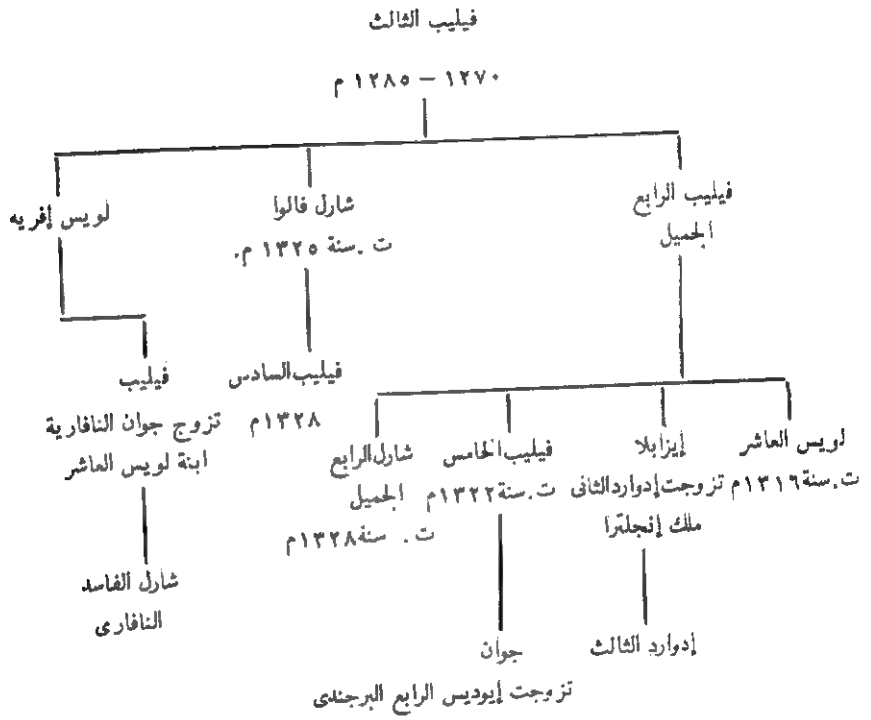 فيليب الثالث
١٢٧٠ – ١٢٨٥ م
فيليب الرابع
الجميل
شارل فالوا
ت . سنة ١٣٢٥ م.
لويس إفريه
فيليب السادس
١٣٢٨م
فيليب
تزوج جوان النافارية
ابنة لويس العاشر
لويس العاشر
ت. سنة ١٣١٦م
إيزابلا
تزوجت إدوارد الثانى
ملك إنجلترا
فيليب الخامس
ت. سنة ١٣٢٢م
شارل الرابع
الجميل
ت . سنة ١٣٢٨م
شارل الفاسد
النافارى
إدوارد الثالث
جوان
تزوجت إيوديس الرابع البرجندى